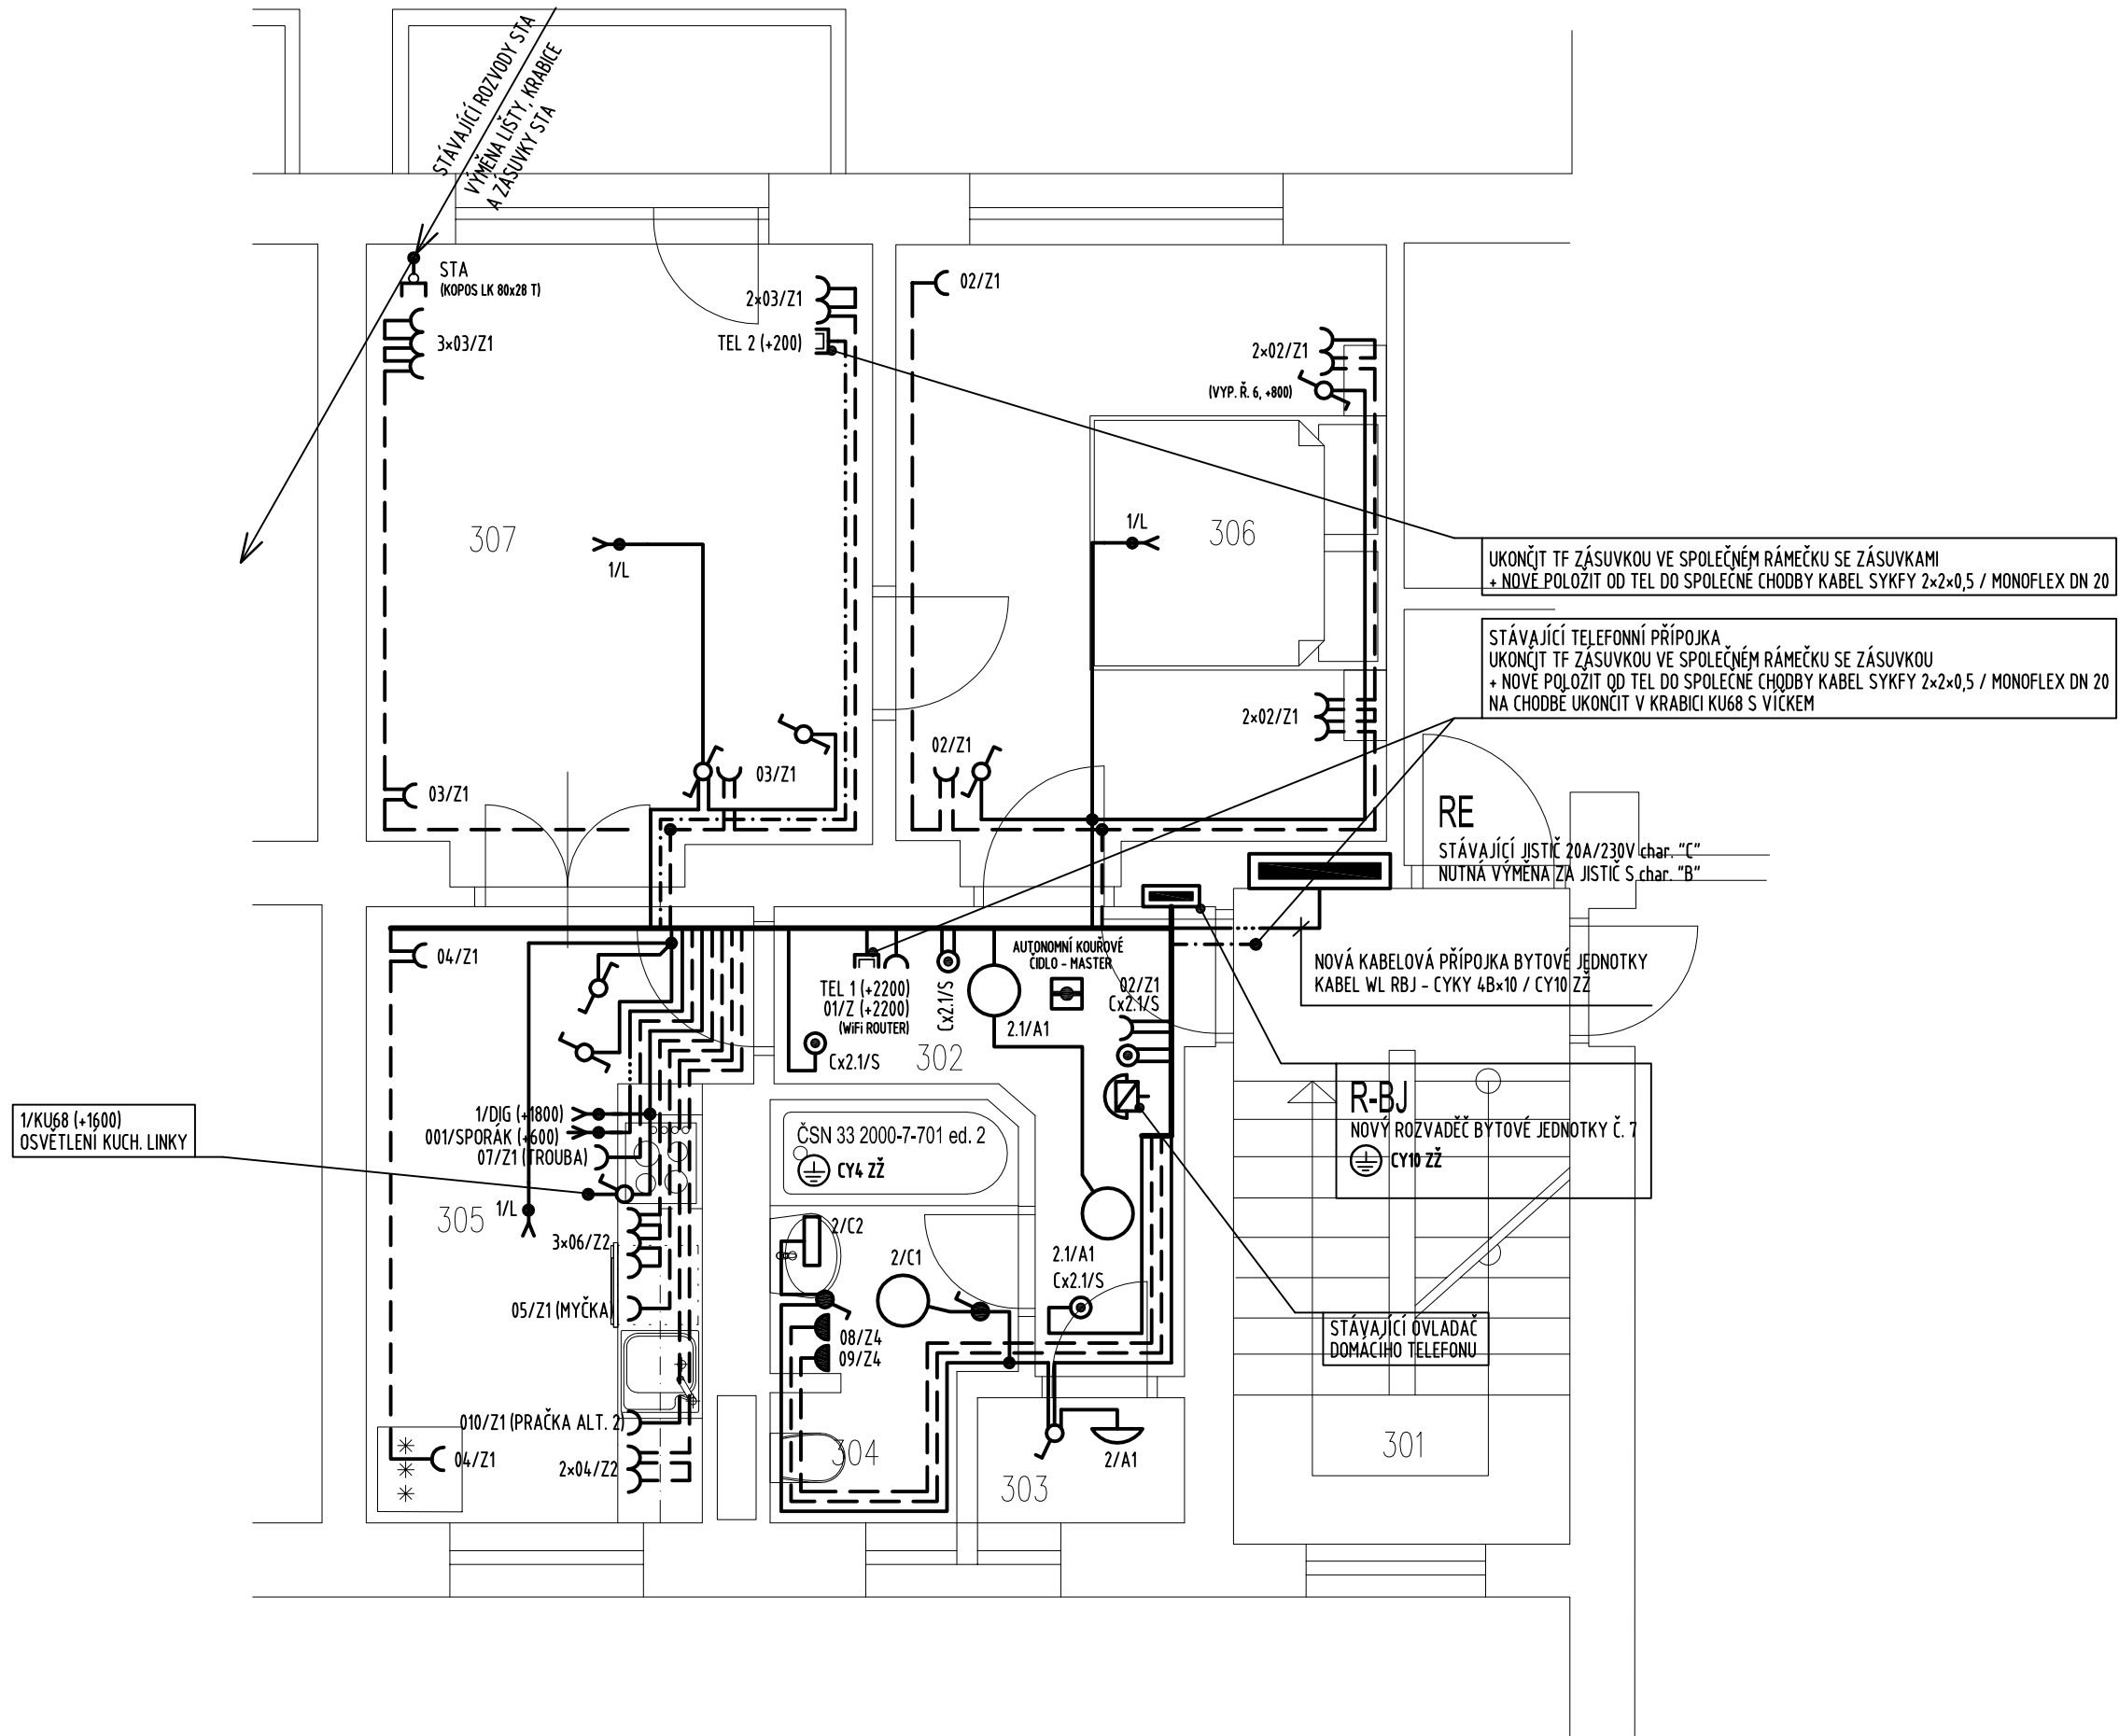 STÁVAJÍCÍ ROZVODY STA
VÝMĚNA LIŠTY, KRABICE
A ZÁSUVKY STA
STA
(KOPOS LK 80x28 T)
3×03/Z1
2×03/Z1
TEL 2 (+200)
02/Z1
2×02/Z1
(VYP. Ř. 6, +800)
307
1/L
1/L
306
UKONČIT TF ZÁSUVKOU VE SPOLEČNÉM RÁMEČKU SE ZÁSUVKAMI
+ NOVĚ POLOŽIT OD TEL DO SPOLEČNÉ CHODBY KABEL SYKFY 2×2×0,5 / MONOFLEX DN 20
STÁVAJÍCÍ TELEFONNÍ PŘÍPOJKA
UKONČIT TF ZÁSUVKOU VE SPOLEČNÉM RÁMEČKU SE ZÁSUVKOU
+ NOVĚ POLOŽIT OD TEL DO SPOLEČNÉ CHODBY KABEL SYKFY 2×2×0,5 / MONOFLEX DN 20
NA CHODBĚ UKONČIT V KRABICI KU68 S VÍČKEM
2×02/Z1
02/Z1
03/Z1
03/Z1
RE
STÁVAJÍCÍ JISTIČ 20A/230V char. "C"
NUTNÁ VÝMĚNA ZA JISTIČ S char. "B"
04/Z1
TEL 1 (+2200)
01/Z (+2200)
(WiFi ROUTER)
Cx2.1/S
AUTONOMNÍ KOUŘOVÉ
ČIDLO - MASTER
2.1/A1
02/Z1
Cx2.1/S
NOVÁ KABELOVÁ PŘÍPOJKA BYTOVÉ JEDNOTKY
KABEL WL RBJ - CYKY 4B×10 / CY10 ZŽ
Cx2.1/S
302
1/KU68 (+1600)
OSVĚTLENÍ KUCH. LINKY
1/DIG (+1800)
001/SPORÁK (+600)
07/Z1 (TROUBA)
ČSN 33 2000-7-701 ed. 2
CY4 ZŽ
R-BJ
NOVÝ ROZVADĚČ BYTOVÉ JEDNOTKY Č. 7
CY10 ZŽ
305
1/L
3×06/Z2
2/C2
2/C1
2.1/A1
Cx2.1/S
05/Z1 (MYČKA)
08/Z4
09/Z4
STÁVAJÍCÍ OVLADAČ
DOMÁCÍHO TELEFONU
010/Z1 (PRAČKA ALT. 2)
04/Z1
2×04/Z2
304
303
2/A1
301